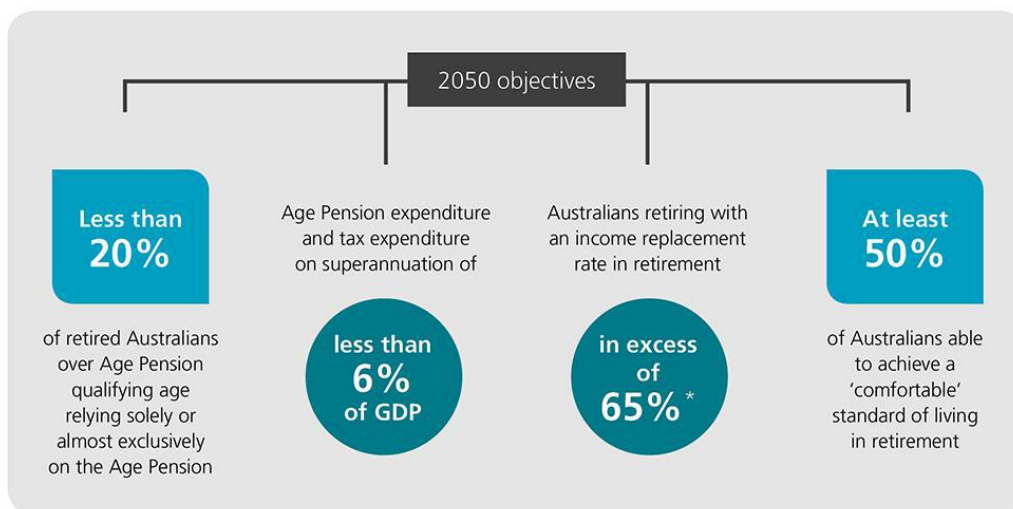 2050 objectives
Less than
20%
of retired Australians
over Age Pension
qualifying age
relying solely or
almost exclusively
on the Age Pension
Age Pension expenditure
and tax expenditure
on superannuation of
less than
6%
of GDP
Australians retiring with
an income replacement
rate in retirement
in excess
of
65%*
At least
50%
of Australians able
to achieve a
‘comfortable‘
standard of living
in retirement